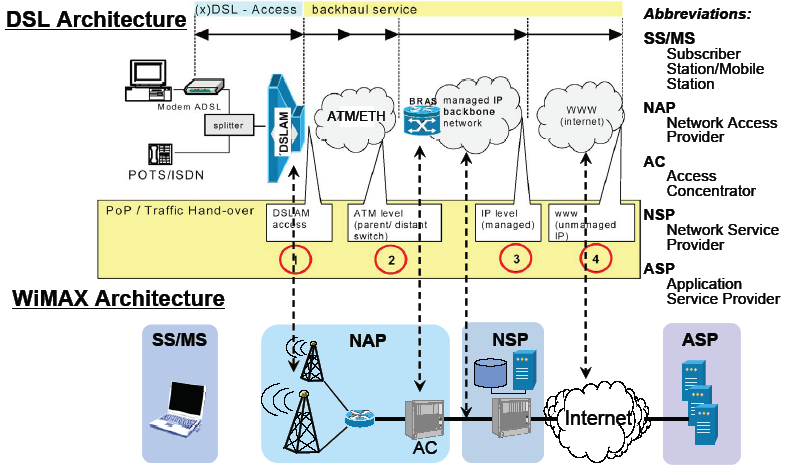 DSL Architecture
(x)DSL - Access
backhaul service
Modem ADSL
splitter
POTS/ISDN
DSLAM
ATM/ETH
BRAS
managed IP
backbone
network
WWW
(internet)
PoP / Traffic Hand-over
DSLAM
access
ATM level
(parent/ distant
switch)
IP level
(managed)
www
(unmanaged
IP)
1
2
3
4
WiMAX Architecture
SS/MS
NAP
AC
NSP
Internet
ASP
Abbreviations:
SS/MS
Subscriber
Station/Mobile
Station
NAP
Network Access
Provider
AC
Access
Concentrator
NSP
Network Service
Provider
ASP
Application
Service Provider